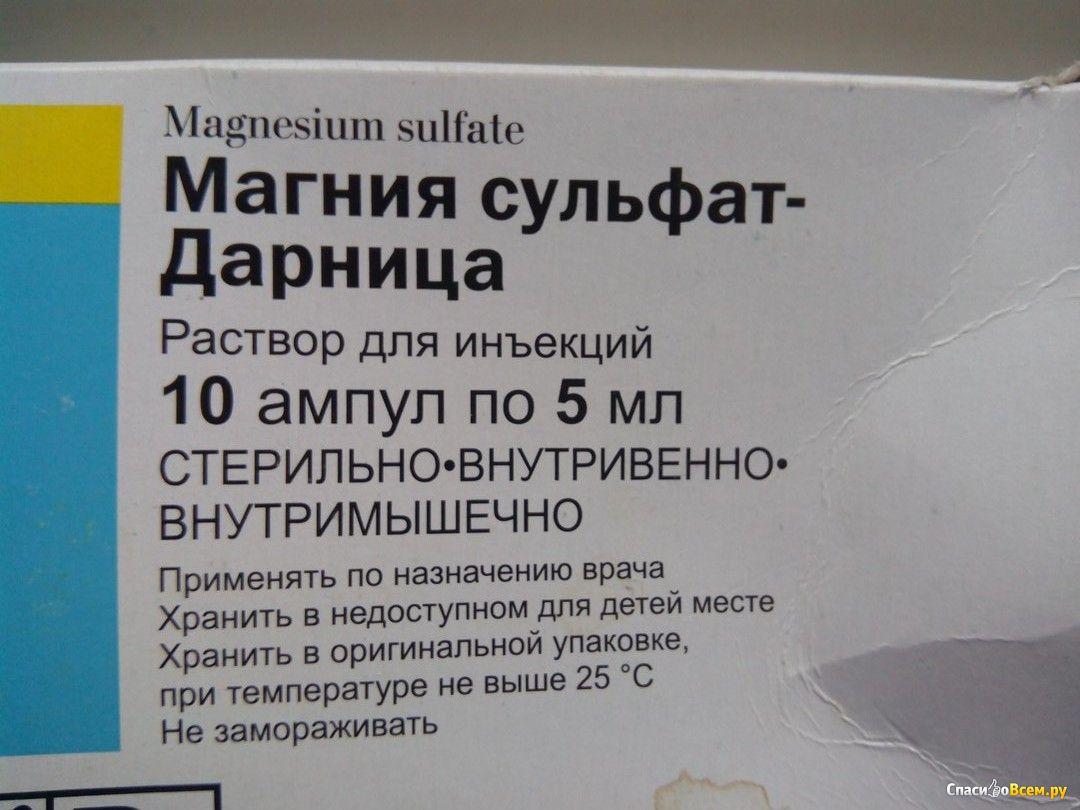 Magnesium sulfate
Магния сульфат-
Дарница
Раствор для инъекций
10 ампул по 5 мл
СТЕРИЛЬНО•ВНУТРИВЕННО•
ВНУТРИМЫШЕЧНО
Применять по назначению врача
Хранить в недоступном для детей месте
Хранить в оригинальной упаковке,
при температуре не выше 25 °C
Не замораживать
СпасибоВсем.ру